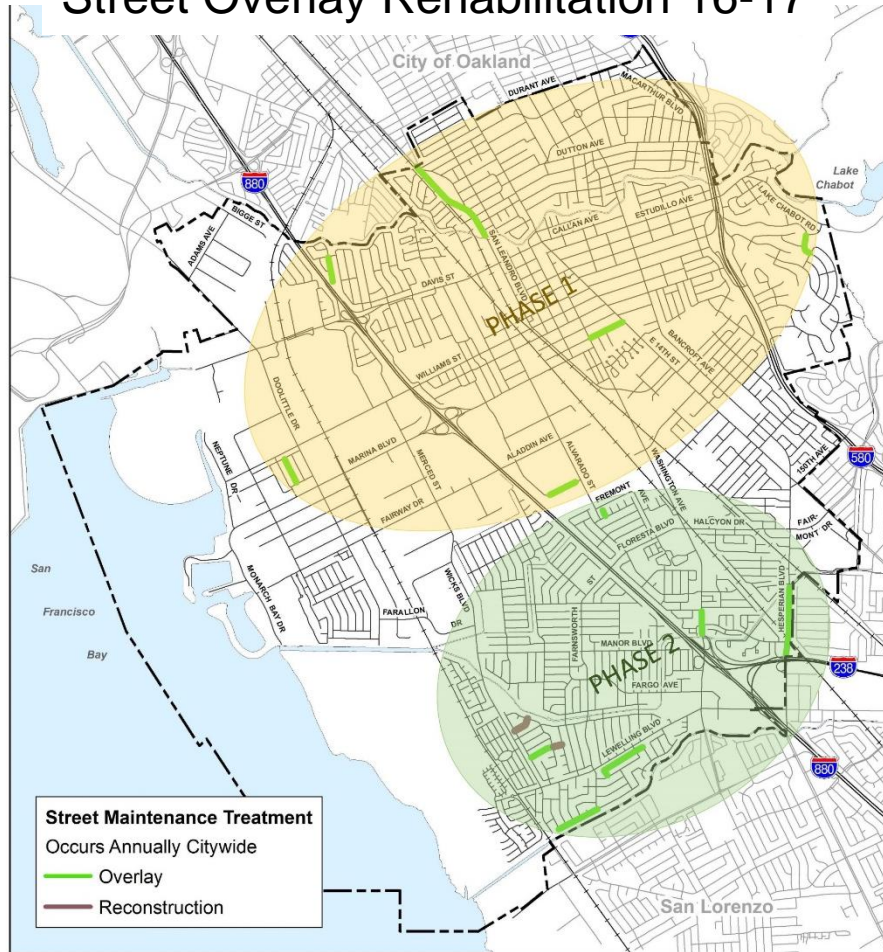 Street Overlay Rehabilitation 16-17
City of Oakland
DURANT AVE
MACARTHUR BLVD
DUTTON AVE
Lake
Chabot
880
LAKE CHABOT RD
BIGGE ST
ADAMS AVE
ESTUDILLO AVE
CALLAN AVE
SAN LEANDRO BLVD
DAVIS ST
PHASE 1
BANCROFT AVE
E 14TH ST
WILLIAMS ST
DOOLITTLE DR
MARINA BLVD
MERCED ST
ALADDIN AVE
ALVARADO ST
WASHINGTON AVE
150TH AVE
580
NEPTUNE DR
FAIRWAY DR
FREMONT
AVE
FLORESTA BLVD
HALCYON DR
FAIR-
MONT DR
San
Francisco
Bay
MONARCH BAY DR
WICKS BLVD
FARALLON
DR
ST
FARNSWORTH
HESPERIAN BLVD
MANOR BLVD
PHASE 2
238
FARGO AVE
LEWELLING BLVD
880
Street Maintenance Treatment
Occurs Annually Citywide
Overlay
Reconstruction
San Lorenzo